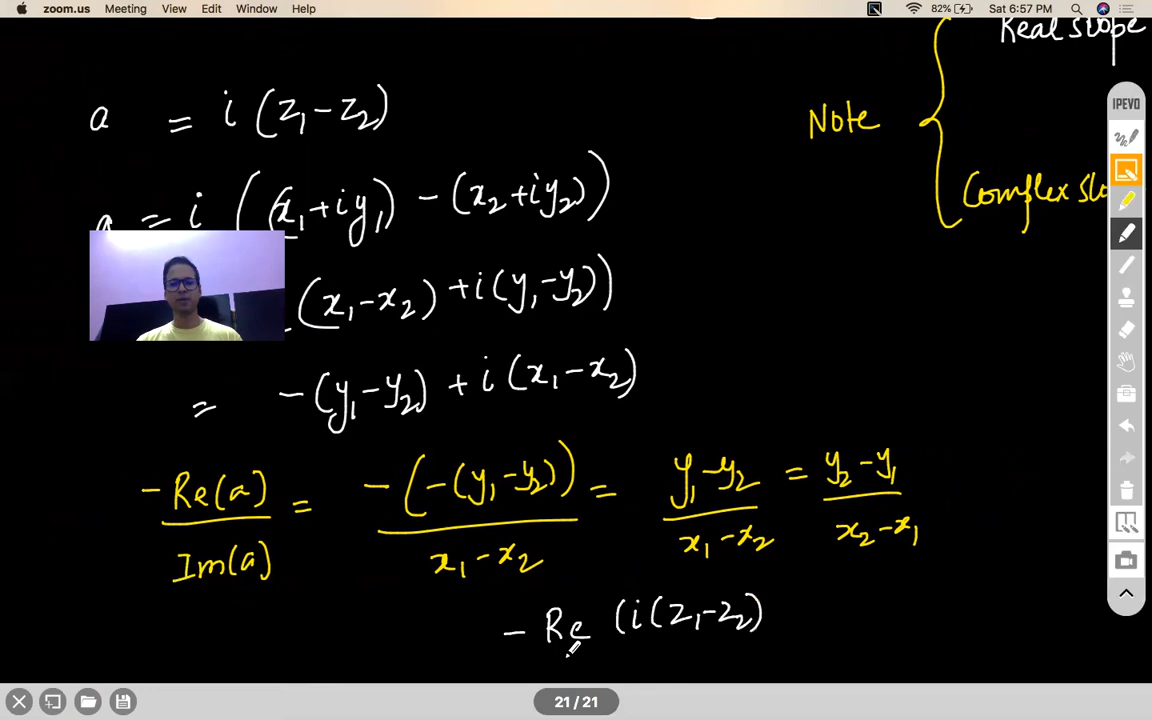 zoom.us Meeting View Edit Window Help 82% Sat 6:57 PM
Real slope
a = i (z₁ – z₂)
Note
a = i ((x₁ + iy₁) – (x₂ + iy₂))
Complex slo
(x₁ – x₂) + i(y₁ – y₂))
= –(y₁ – y₂) + i(x₁ – x₂)
–Re(a)/Im(a) = –(–(y₁ – y₂))/(x₁ – x₂) = (y₁ – y₂)/(x₁ – x₂) = (y₂ – y₁)/(x₂ – x₁)
– Re (i(z₁ – z₂)
IPEVO
21 / 21